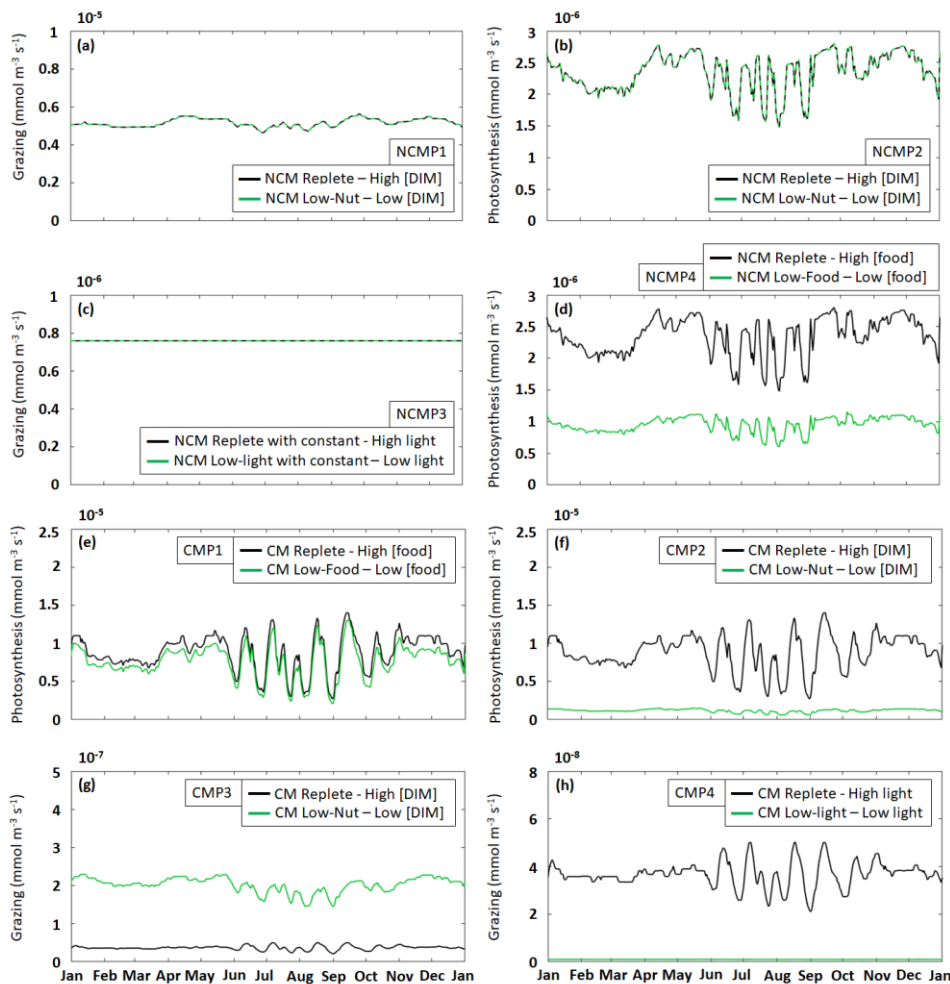 10⁻⁵
Grazing (mmol m⁻³ s⁻¹)
1
0.8
0.6
0.4
0.2
0
(a)
NCMP1
NCM Replete – High [DIM]
NCM Low-Nut – Low [DIM]
10⁻⁶
Photosynthesis (mmol m⁻³ s⁻¹)
3
2.5
2
1.5
1
0.5
0
(b)
NCMP2
NCM Replete – High [DIM]
NCM Low-Nut – Low [DIM]
10⁻⁶
Grazing (mmol m⁻³ s⁻¹)
1
0.8
0.6
0.4
0.2
0
(c)
NCMP3
NCM Replete with constant - High light
NCM Low-light with constant – Low light
NCMP4
NCM Replete - High [food]
NCM Low-Food – Low [food]
10⁻⁶
Photosynthesis (mmol m⁻³ s⁻¹)
3
2.5
2
1.5
1
0.5
0
(d)
10⁻⁵
Photosynthesis (mmol m⁻³ s⁻¹)
2.5
2
1.5
1
0.5
0
(e)
CMP1
CM Replete - High [food]
CM Low-Food – Low [food]
10⁻⁵
Photosynthesis (mmol m⁻³ s⁻¹)
2.5
2
1.5
1
0.5
0
(f)
CMP2
CM Replete - High [DIM]
CM Low-Nut – Low [DIM]
10⁻⁷
Grazing (mmol m⁻³ s⁻¹)
5
4
3
2
1
0
(g)
CMP3
CM Replete - High [DIM]
CM Low-Nut – Low [DIM]
Jan Feb Mar Apr May Jun Jul Aug Sep Oct Nov Dec Jan
10⁻⁸
Grazing (mmol m⁻³ s⁻¹)
8
6
4
2
0
(h)
CMP4
CM Replete - High light
CM Low-light – Low light
Jan Feb Mar Apr May Jun Jul Aug Sep Oct Nov Dec Jan